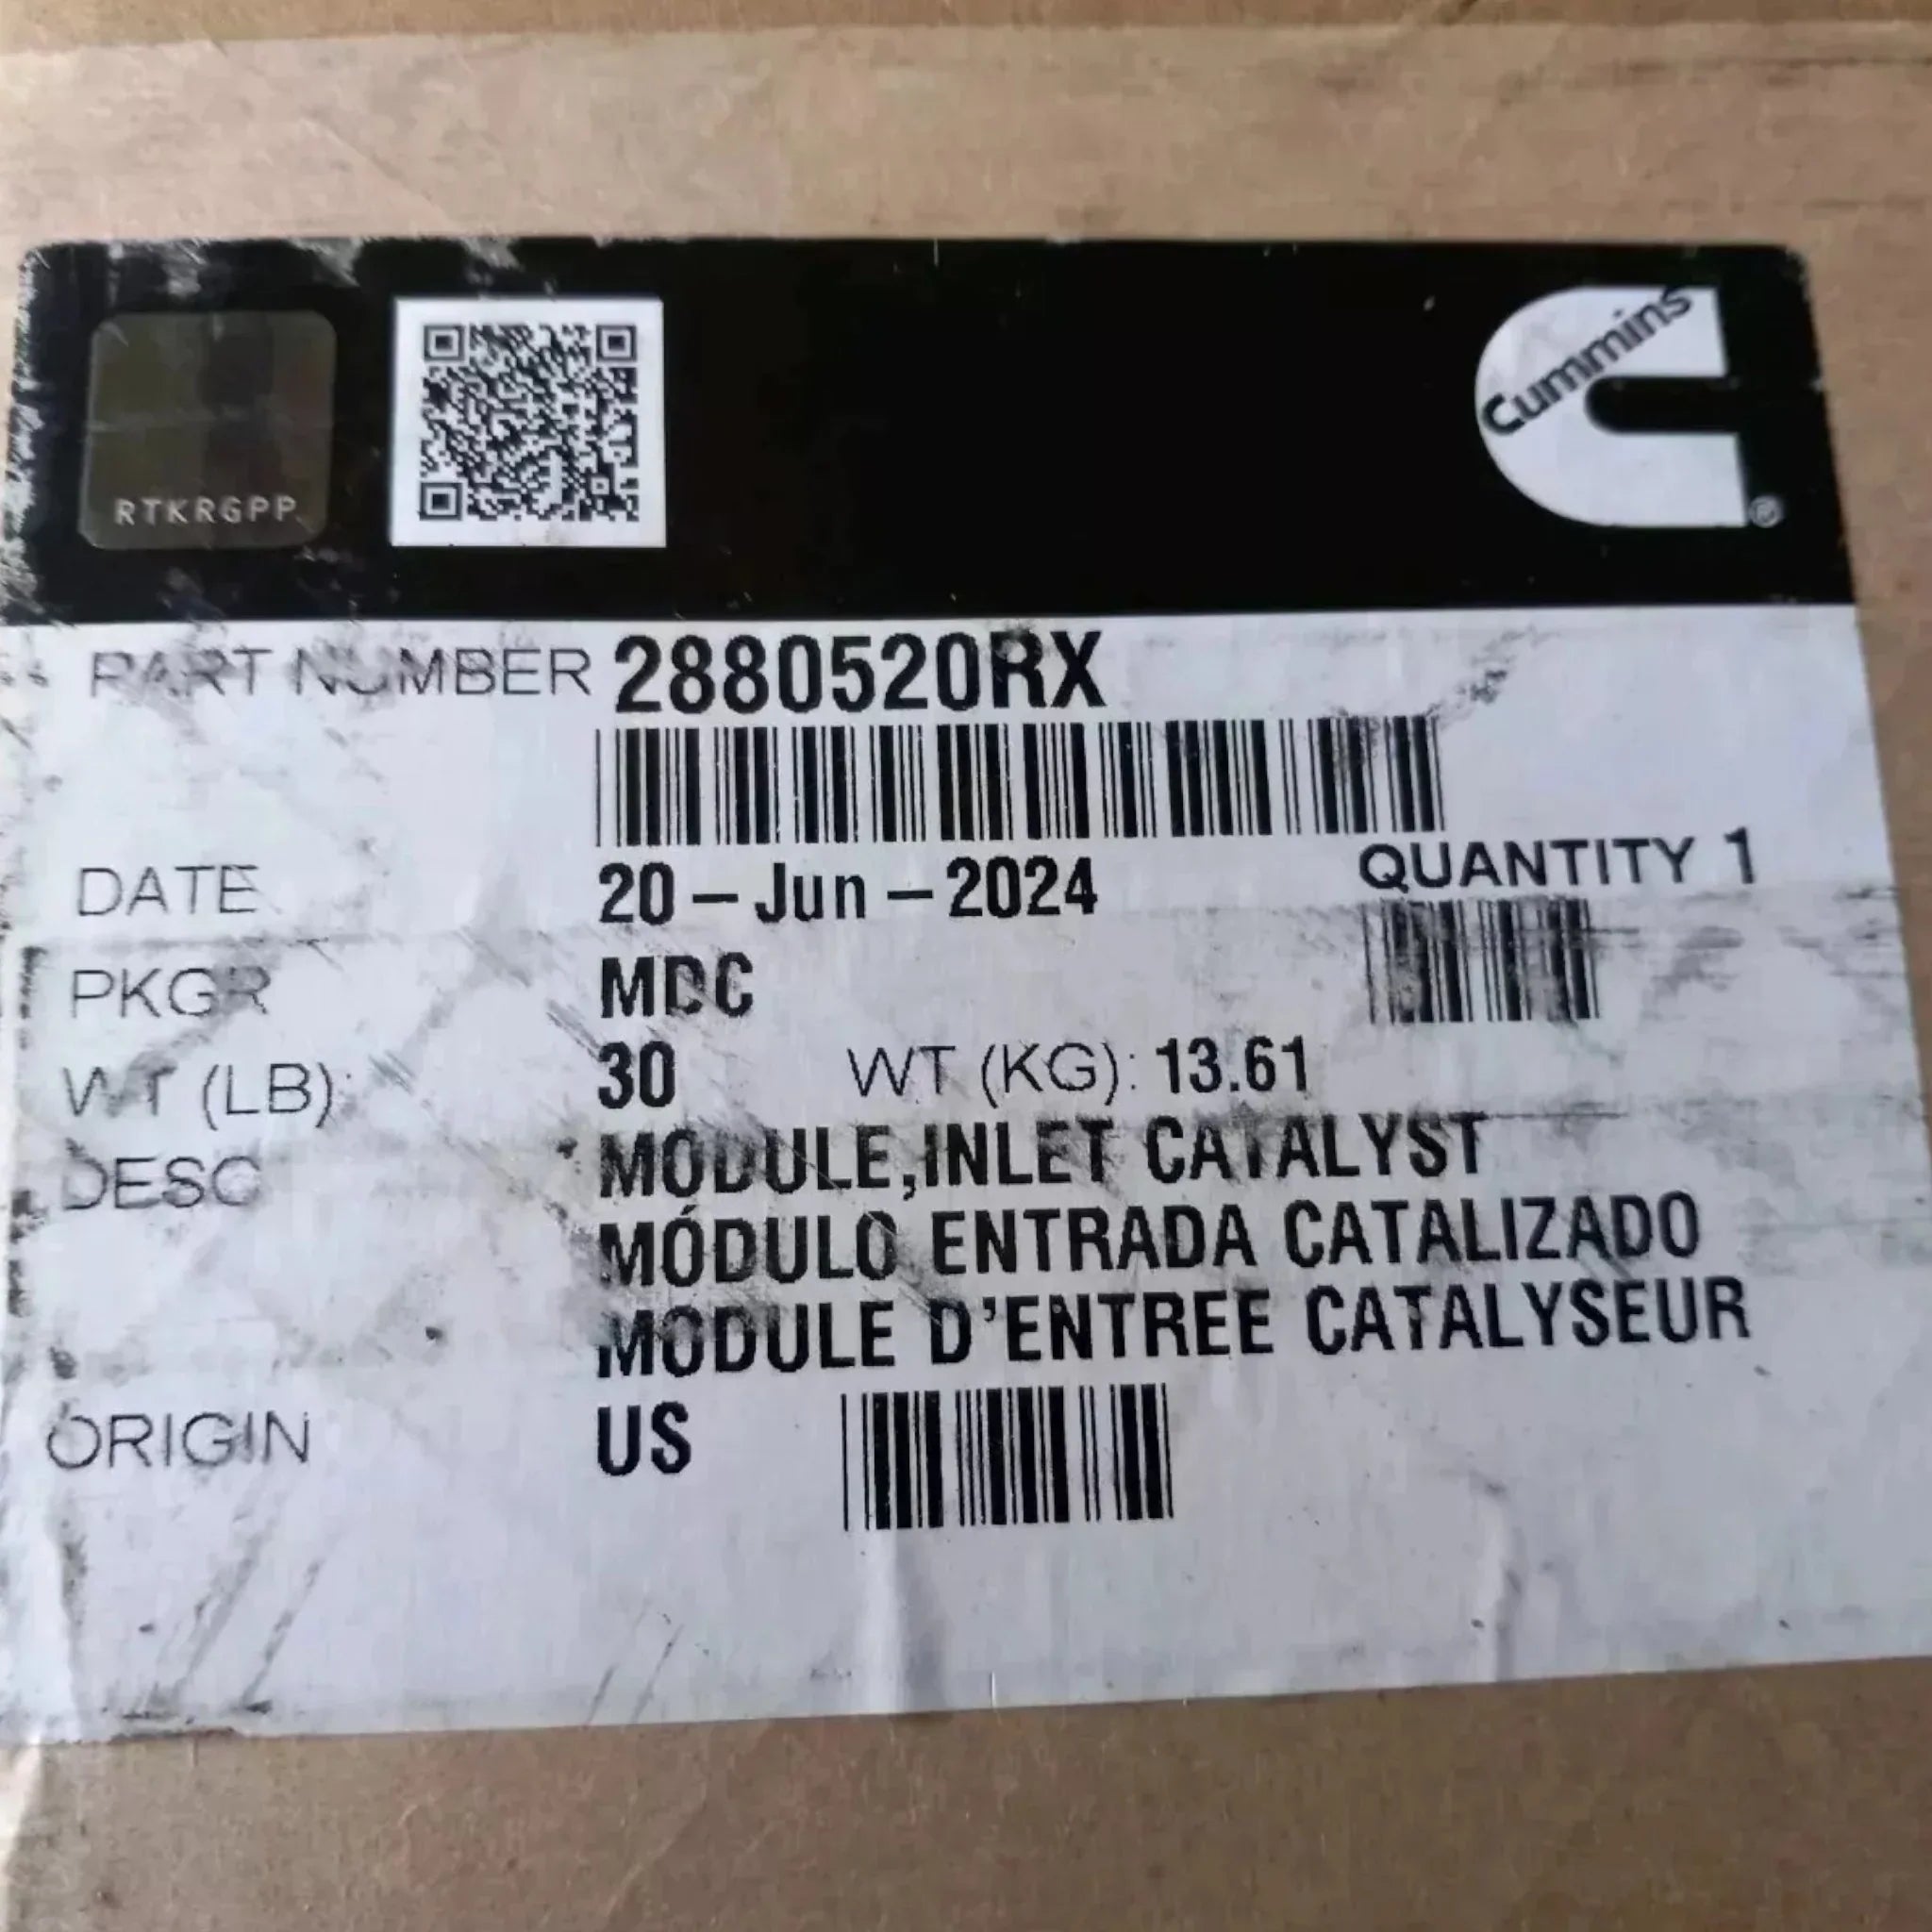 Cummins
®
RTKRGPP
PART NUMBER 2880520RX
DATE 20-Jun-2024 QUANTITY 1
PKGR MDC
WT (LB): 30 WT (KG): 13.61
DESC MODULE,INLET CATALYST
MÓDULO ENTRADA CATALIZADO
MODULE D'ENTREE CATALYSEUR
ORIGIN US